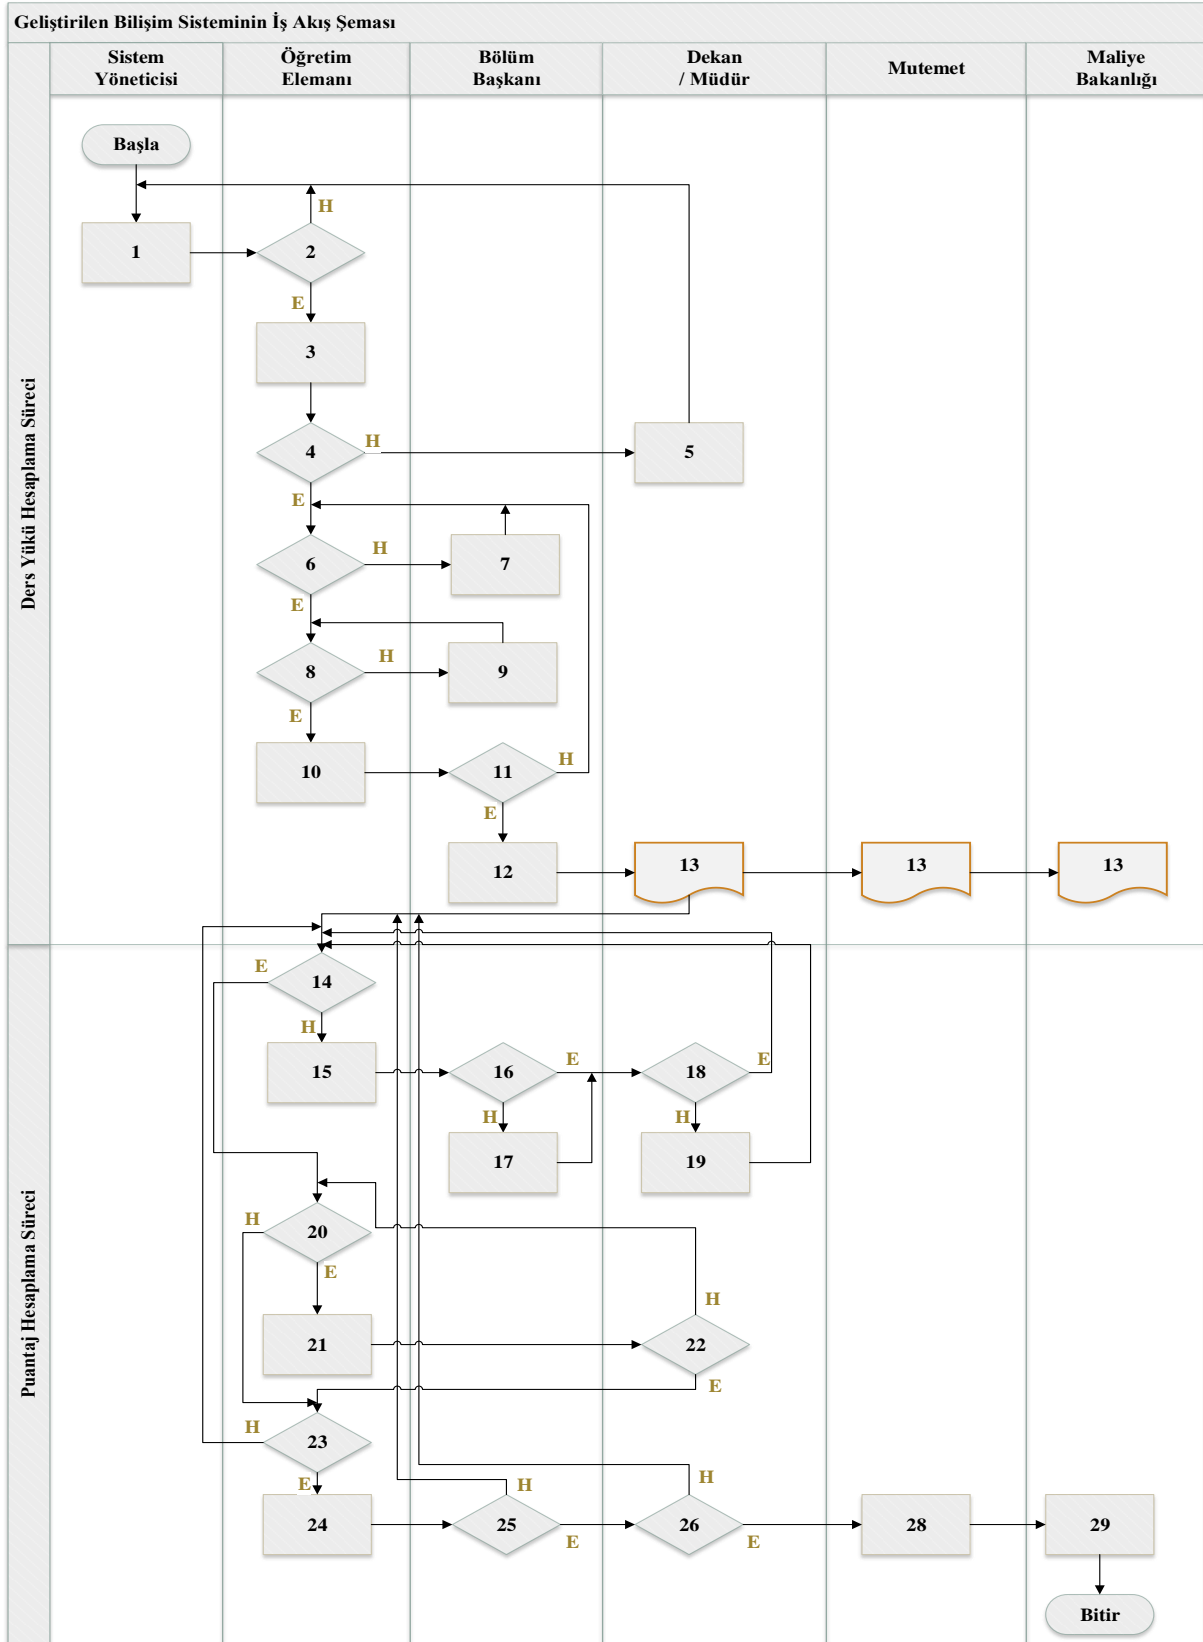 Geliştirilen Bilişim Sisteminin İş Akış Şeması
Sistem
Yöneticisi
Öğretim
Elemanı
Bölüm
Başkanı
Dekan
/ Müdür
Mutemet
Maliye
Bakanlığı
Ders Yükü Hesaplama Süreci
Başla
H
1
2
E
3
4
H
5
E
6
H
7
E
8
H
9
E
10
11
H
E
12
13
13
13
Puantaj Hesaplama Süreci
E
14
H
15
16
E
18
E
H
H
17
19
H
20
E
H
21
22
E
H
23
H
E
H
24
25
E
26
E
28
29
Bitir